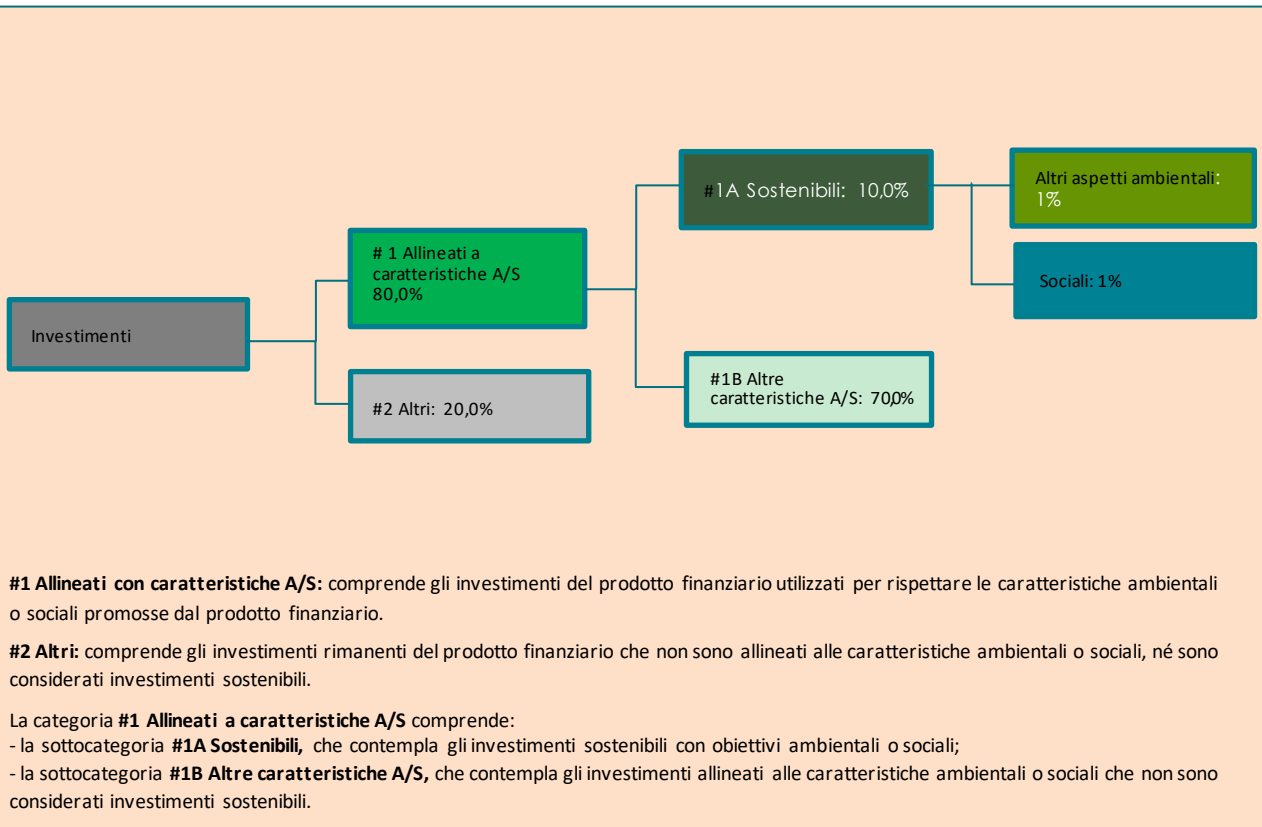 Investimenti
# 1 Allineati a
caratteristiche A/S
80,0%
#2 Altri: 20,0%
#1A Sostenibili: 10,0%
#1B Altre
caratteristiche A/S: 70,0%
Altri aspetti ambientali:
1%
Sociali: 1%
#1 Allineati con caratteristiche A/S: comprende gli investimenti del prodotto finanziario utilizzati per rispettare le caratteristiche ambientali
o sociali promosse dal prodotto finanziario.
#2 Altri: comprende gli investimenti rimanenti del prodotto finanziario che non sono allineati alle caratteristiche ambientali o sociali, né sono
considerati investimenti sostenibili.
La categoria #1 Allineati a caratteristiche A/S comprende:
- la sottocategoria #1A Sostenibili, che contempla gli investimenti sostenibili con obiettivi ambientali o sociali;
- la sottocategoria #1B Altre caratteristiche A/S, che contempla gli investimenti allineati alle caratteristiche ambientali o sociali che non sono
considerati investimenti sostenibili.